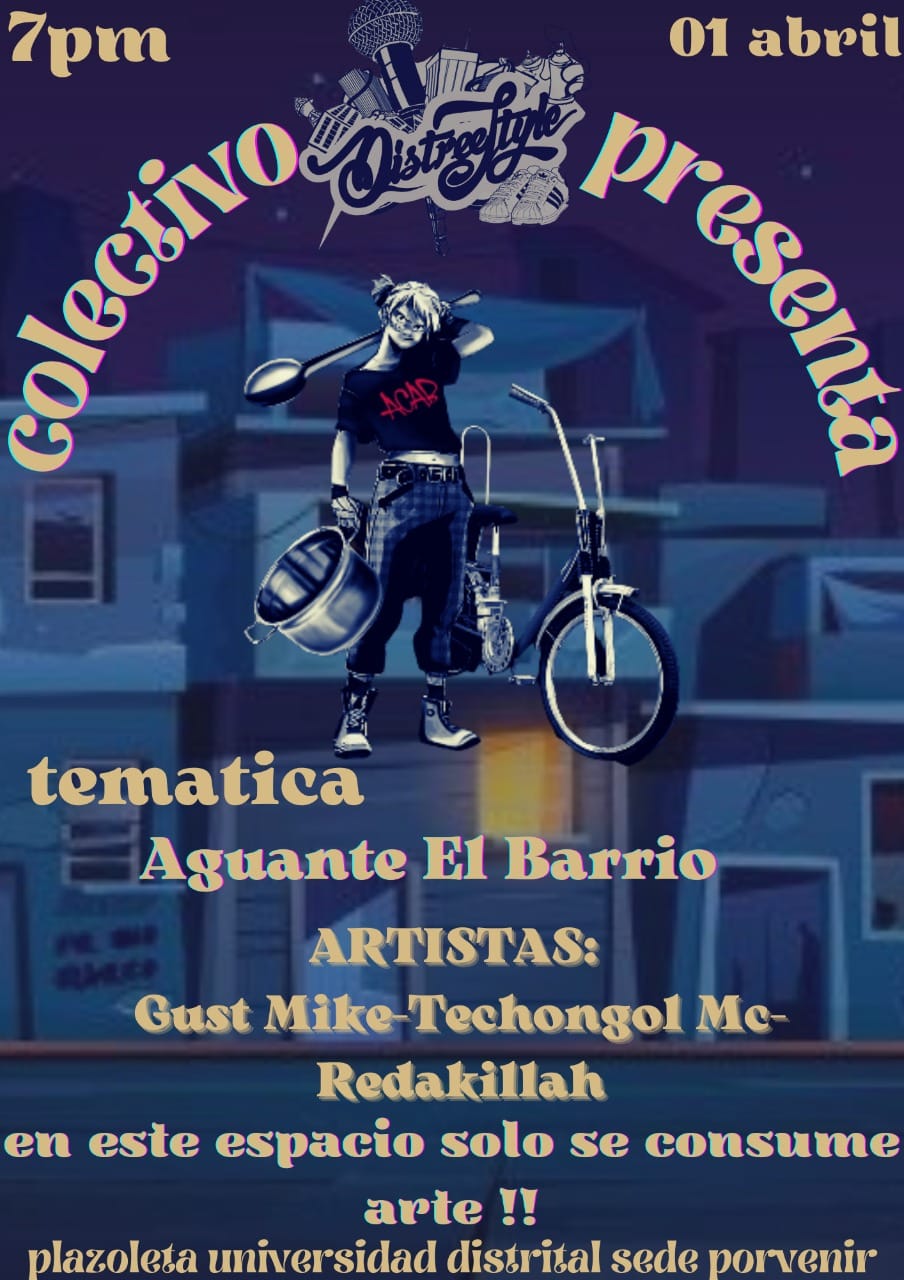 7pm
01 abril
colectivo
DistreeStyle
presenta
ACAB
tematica
Aguante El Barrio
ARTISTAS:
Gust Mike-Techongol Mc-
Redakillah
en este espacio solo se consume
arte !!
plazoleta universidad distrital sede porvenir